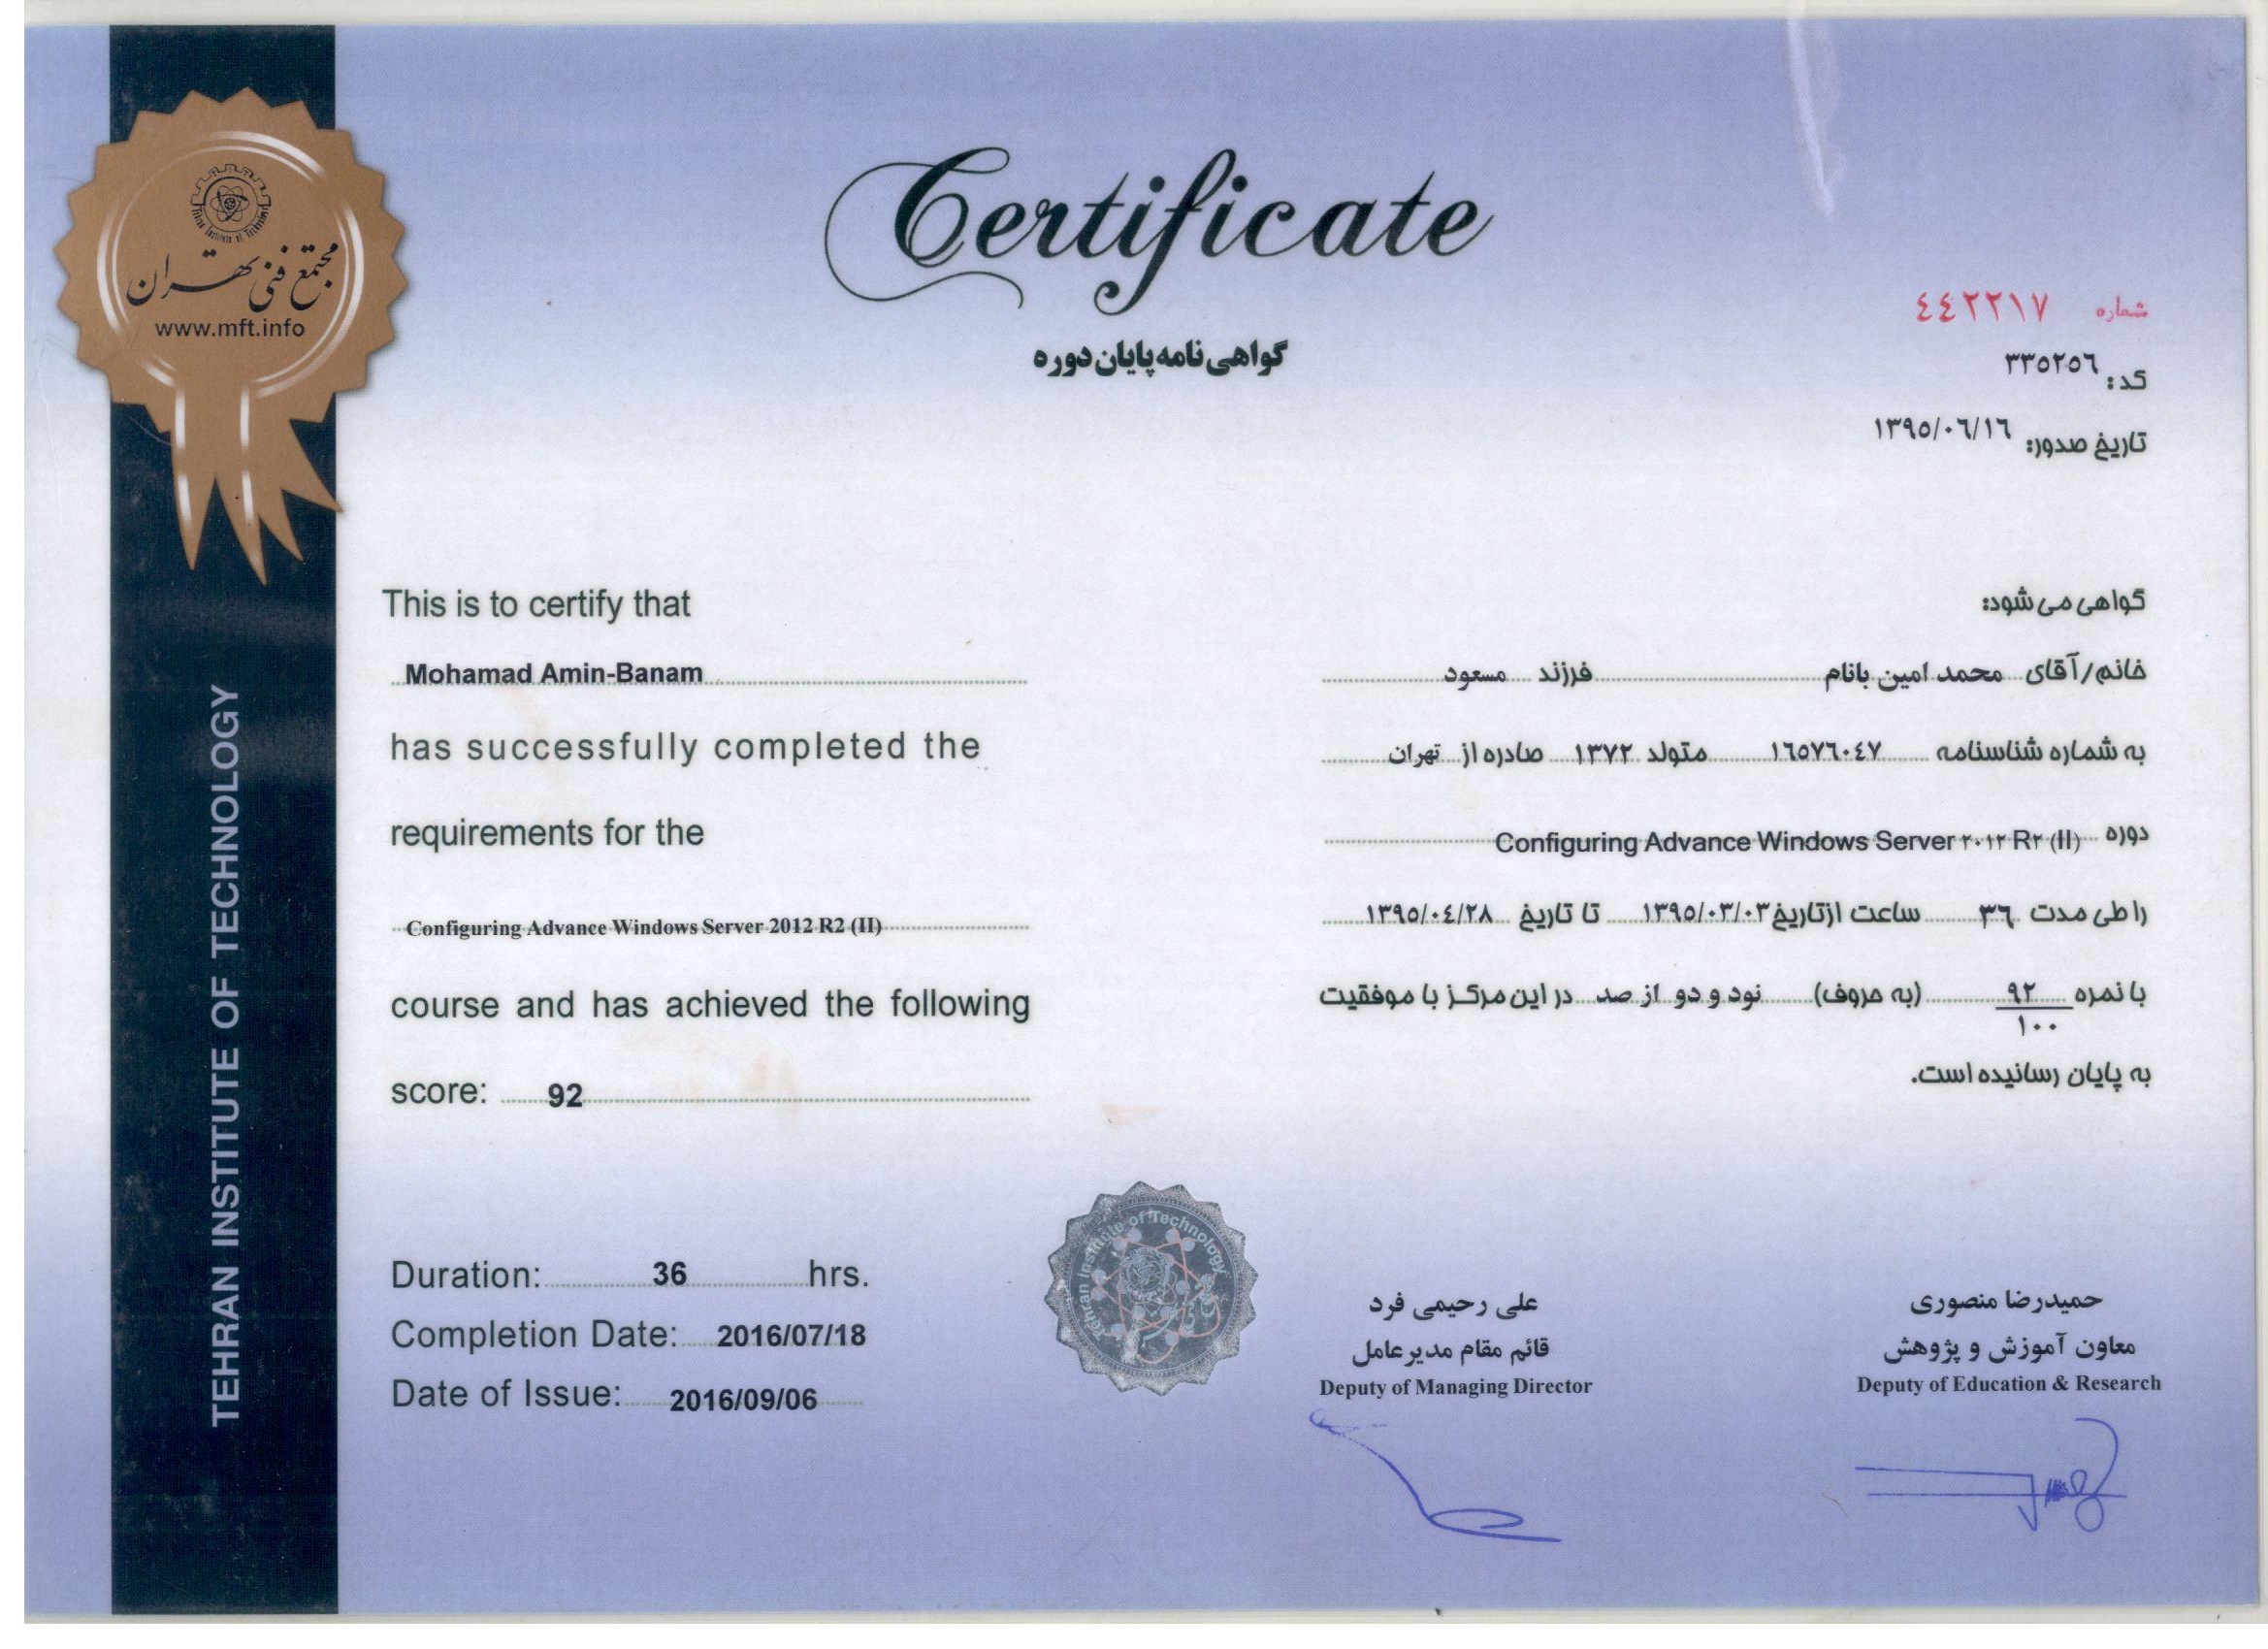 Certificate
گواهی نامه پایان دوره
مجتمع فنی تهران
www.mft.info
TEHRAN INSTITUTE OF TECHNOLOGY
شماره ٤٤٢٢١٧
کد: ٣٣٥٢٥٦
تاریخ صدور: ١٣٩٥/٠٦/١٦
This is to certify that
Mohamad Amin-Banam
has successfully completed the
requirements for the
Configuring Advance Windows Server 2012 R2 (II)
course and has achieved the following
score: 92
Duration: 36 hrs.
Completion Date: 2016/07/18
Date of Issue: 2016/09/06
گواهی می شود:
خانم/آقای محمد امین بانام فرزند مسعود
به شماره شناسنامه ١٦٥٧٦٠٤٧ متولد ١٣٧٢ صادره از تهران
دوره Configuring Advance Windows Server ٢٠١٢ R٢ (II)
را طی مدت ٣٦ ساعت از تاریخ ١٣٩٥/٠٣/٠٣ تا تاریخ ١٣٩٥/٠٤/٢٨
با نمره ٩٢ (به حروف) نود و دو از صد در این مرکز با موفقیت
١٠٠
به پایان رسانیده است.
Tehran Institute of Technology
علی رحیمی فرد
قائم مقام مدیرعامل
Deputy of Managing Director
حمیدرضا منصوری
معاون آموزش و پژوهش
Deputy of Education & Research